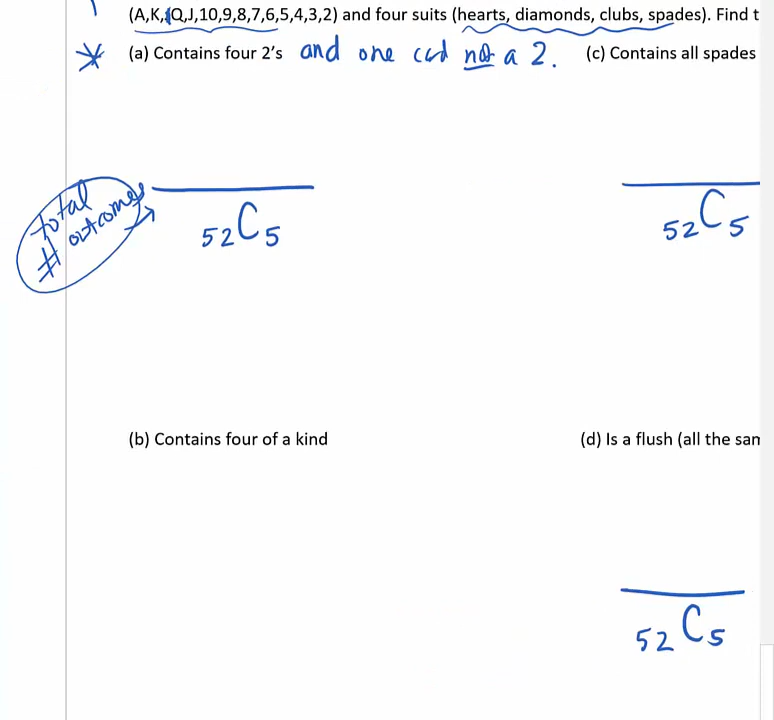 (A,K,Q,J,10,9,8,7,6,5,4,3,2) and four suits (hearts, diamonds, clubs, spades). Find t
(a) Contains four 2's and one card not a 2. (c) Contains all spades
total
# outcomes
52C5
52C5
(b) Contains four of a kind (d) Is a flush (all the sam
52C5